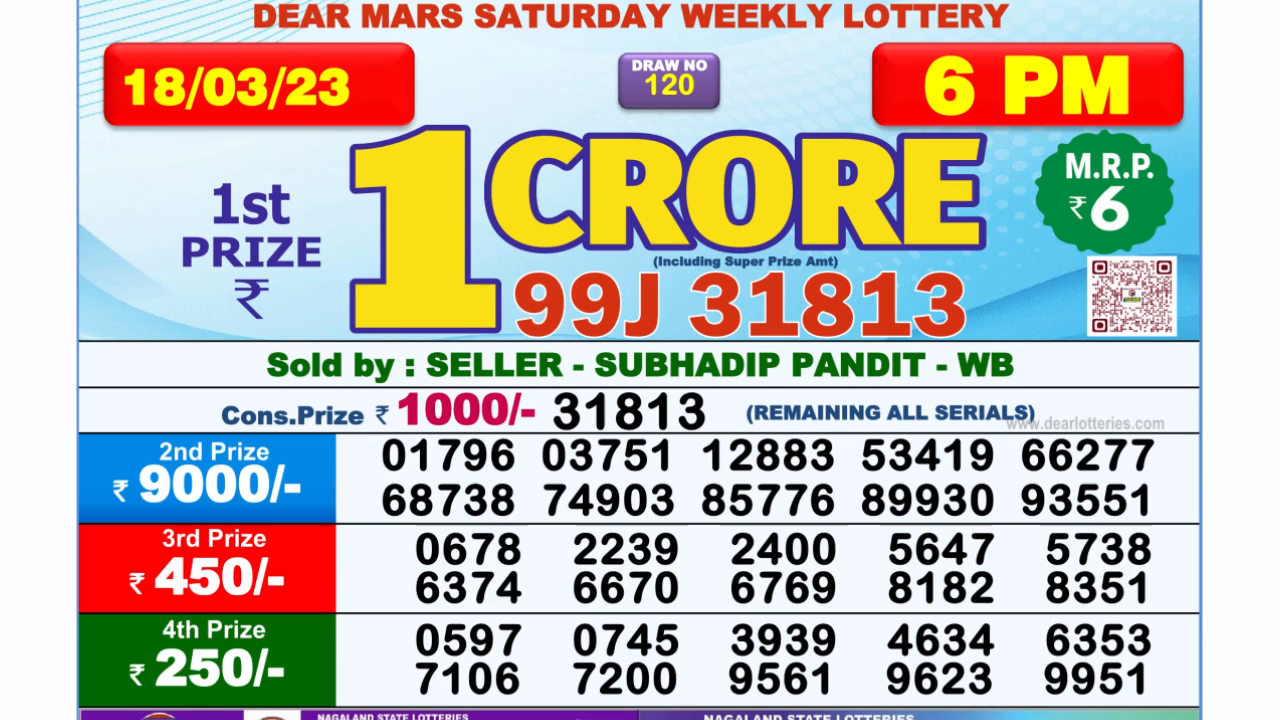 DEAR MARS SATURDAY WEEKLY LOTTERY
18/03/23
DRAW NO
120
6 PM
1st
PRIZE
₹
1 CRORE
(Including Super Prize Amt)
M.R.P.
₹ 6
99J 31813
Sold by : SELLER - SUBHADIP PANDIT - WB
Cons.Prize ₹ 1000/- 31813 (REMAINING ALL SERIALS)
www.dearlotteries.com
2nd Prize
₹ 9000/-
01796 03751 12883 53419 66277
68738 74903 85776 89930 93551
3rd Prize
₹ 450/-
0678 2239 2400 5647 5738
6374 6670 6769 8182 8351
4th Prize
₹ 250/-
0597 0745 3939 4634 6353
7106 7200 9561 9623 9951
NAGALAND STATE LOTTERIES NAGALAND STATE LOTTERIES